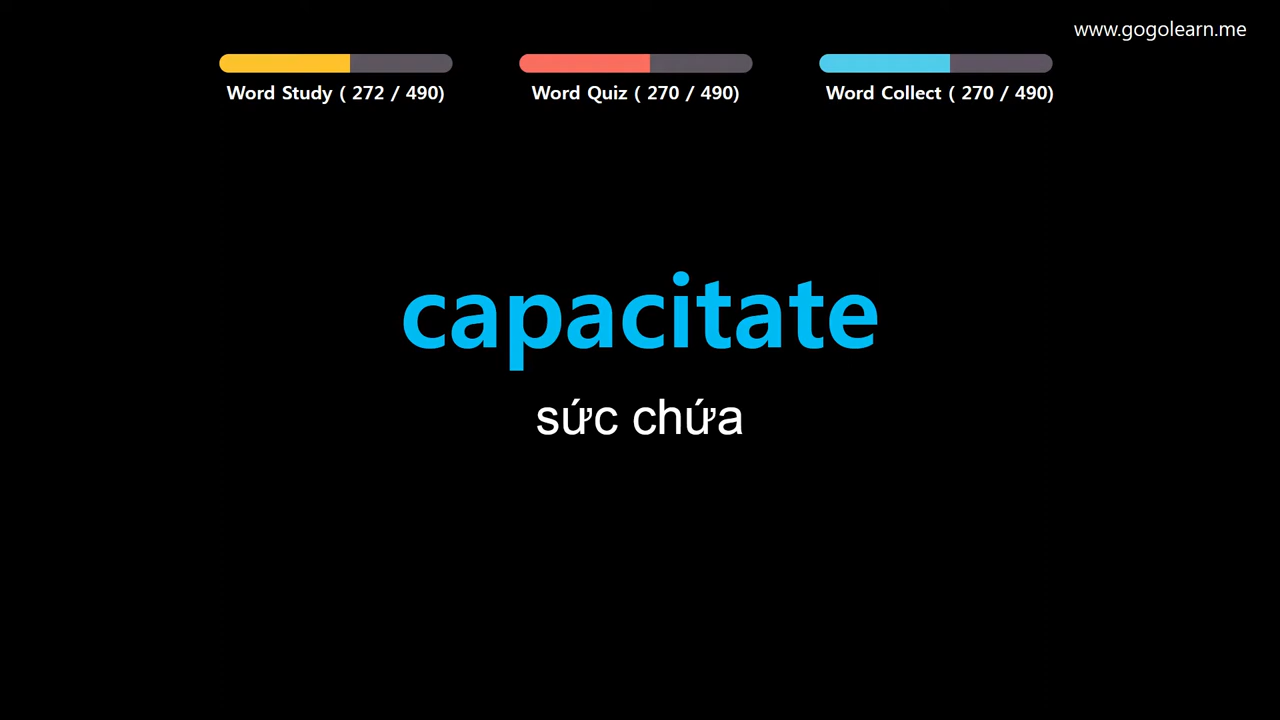 www.gogolearn.me
Word Study ( 272 / 490)
Word Quiz ( 270 / 490)
Word Collect ( 270 / 490)
capacitate
sức chứa